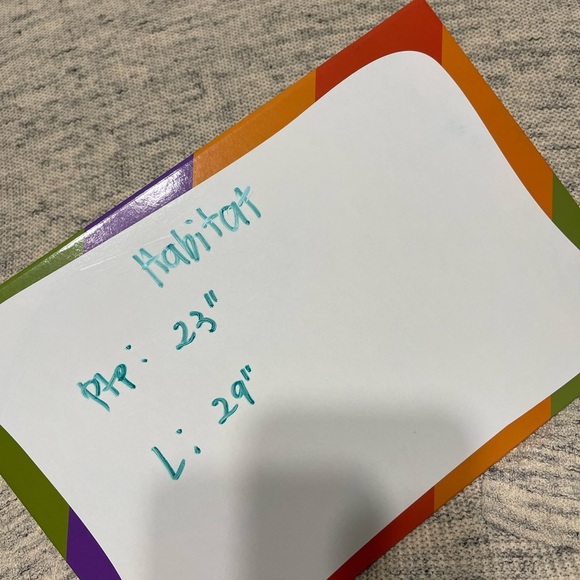 Habitat
Ptp: 23"
L: 29"